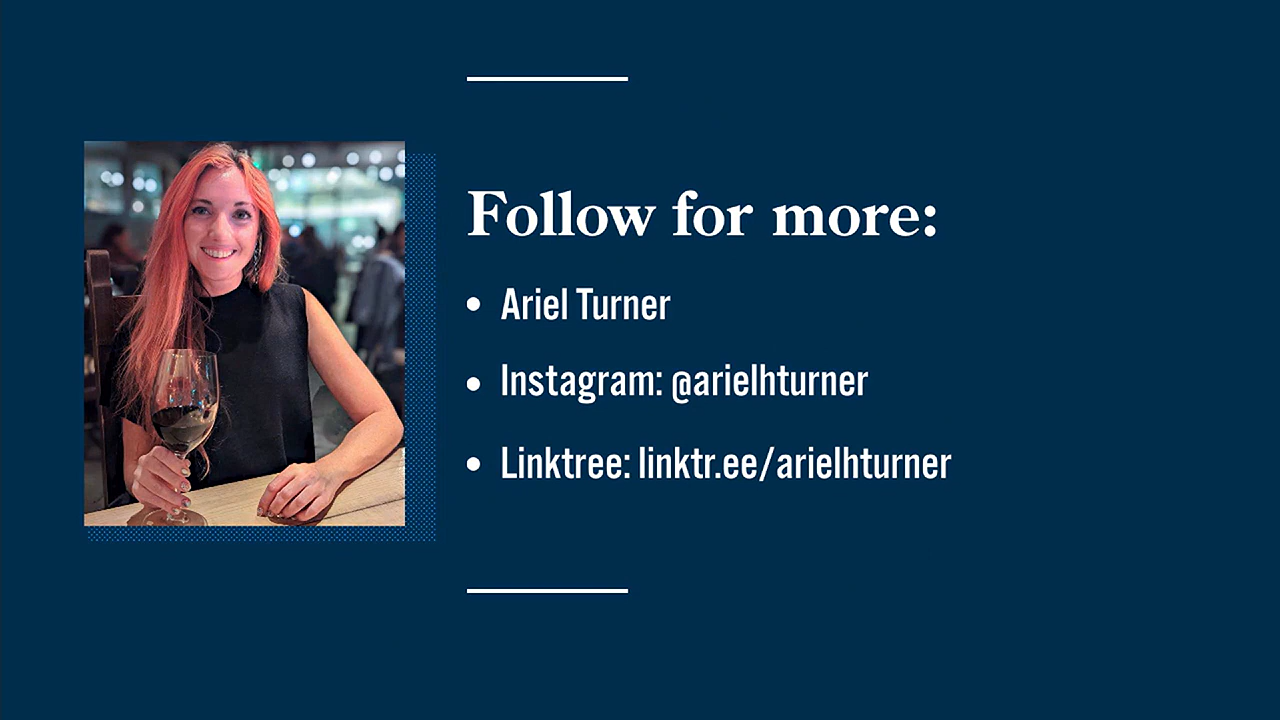 Follow for more:
• Ariel Turner
• Instagram: @arielhturner
• Linktree: linktr.ee/arielhturner